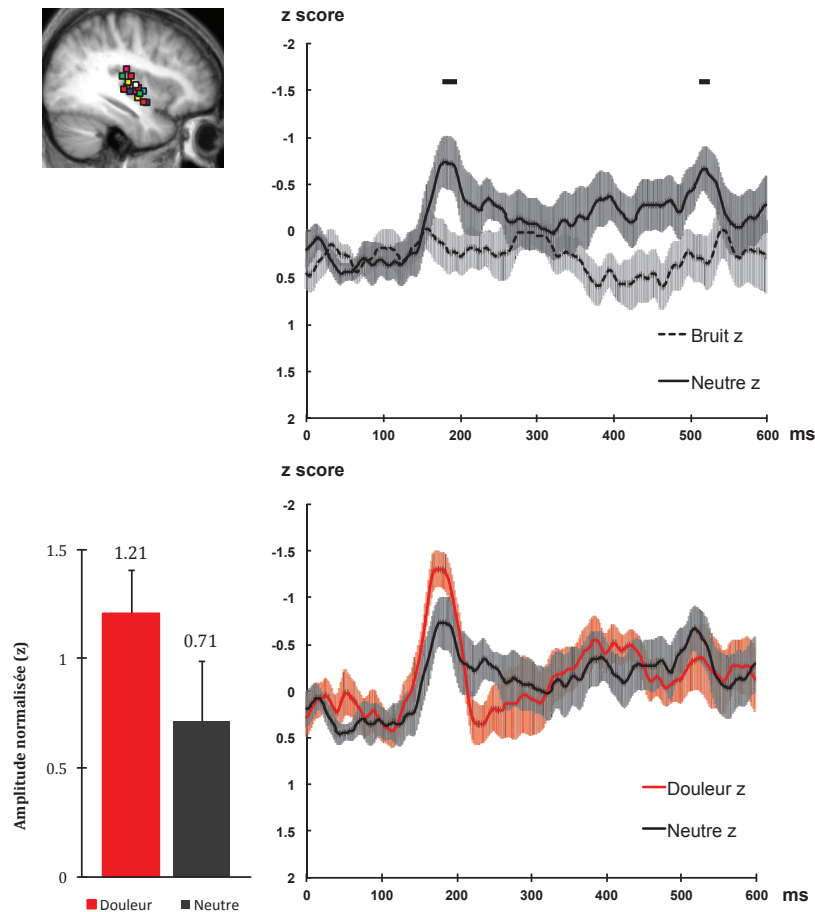 z score
-2
-1.5
-1
-0.5
0
0.5
1
1.5
2
0 100 200 300 400 500 600 ms
Bruit z
Neutre z
z score
-2
-1.5
-1
-0.5
0
0.5
1
1.5
2
0 100 200 300 400 500 600 ms
Douleur z
Neutre z
Amplitude normalisée (z)
1.5
1
0.5
0
1.21
0.71
Douleur Neutre